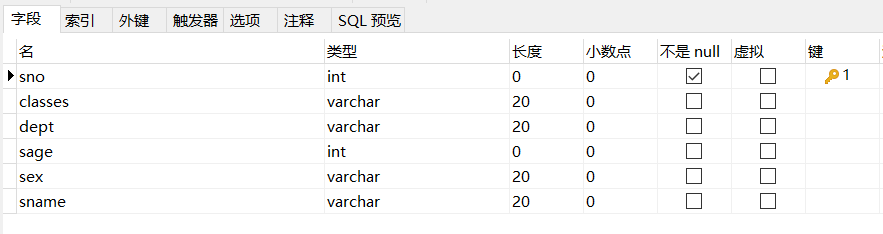 字段 索引 外键 触发器 选项 注释 SQL 预览
名 类型 长度 小数点 不是 null 虚拟 键
sno int 0 0 1
classes varchar 20 0
dept varchar 20 0
sage int 0 0
sex varchar 20 0
sname varchar 20 0